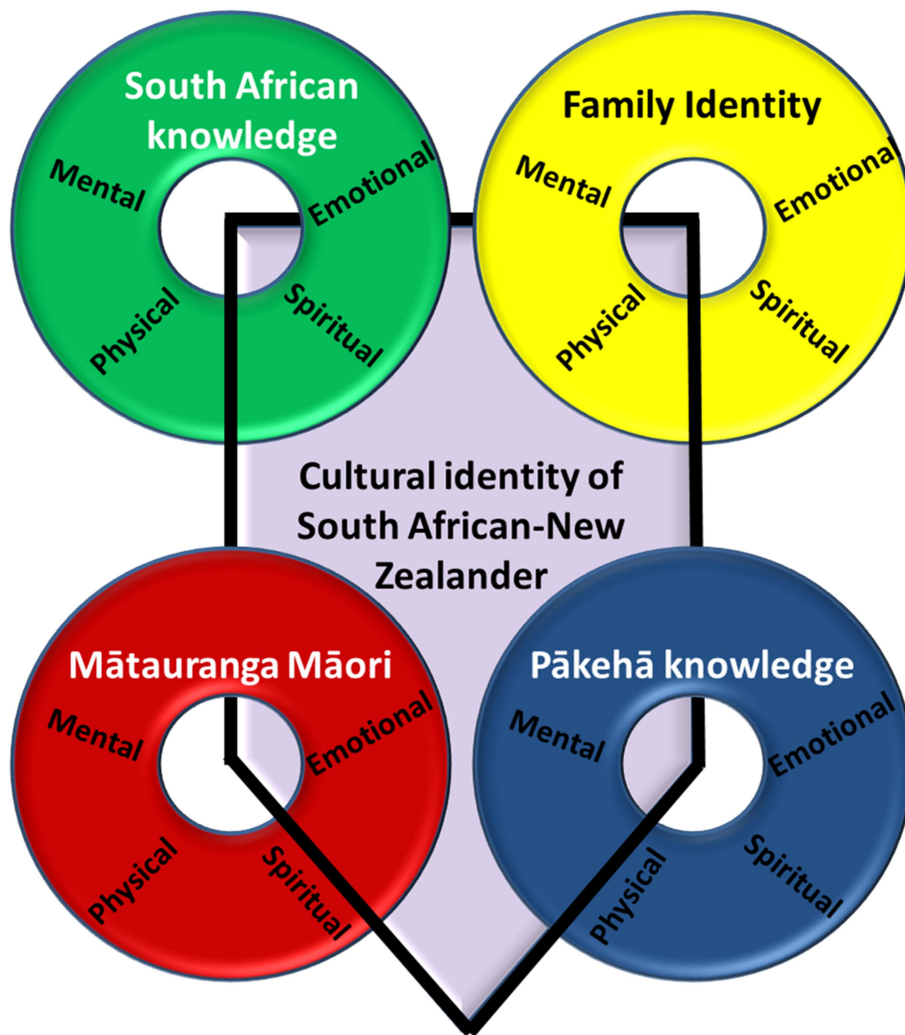 South African
knowledge
Mental
Emotional
Physical
Spiritual
Family Identity
Mental
Emotional
Physical
Spiritual
Cultural identity of
South African-New
Zealander
Mātauranga Māori
Mental
Emotional
Physical
Spiritual
Pākehā knowledge
Mental
Emotional
Physical
Spiritual